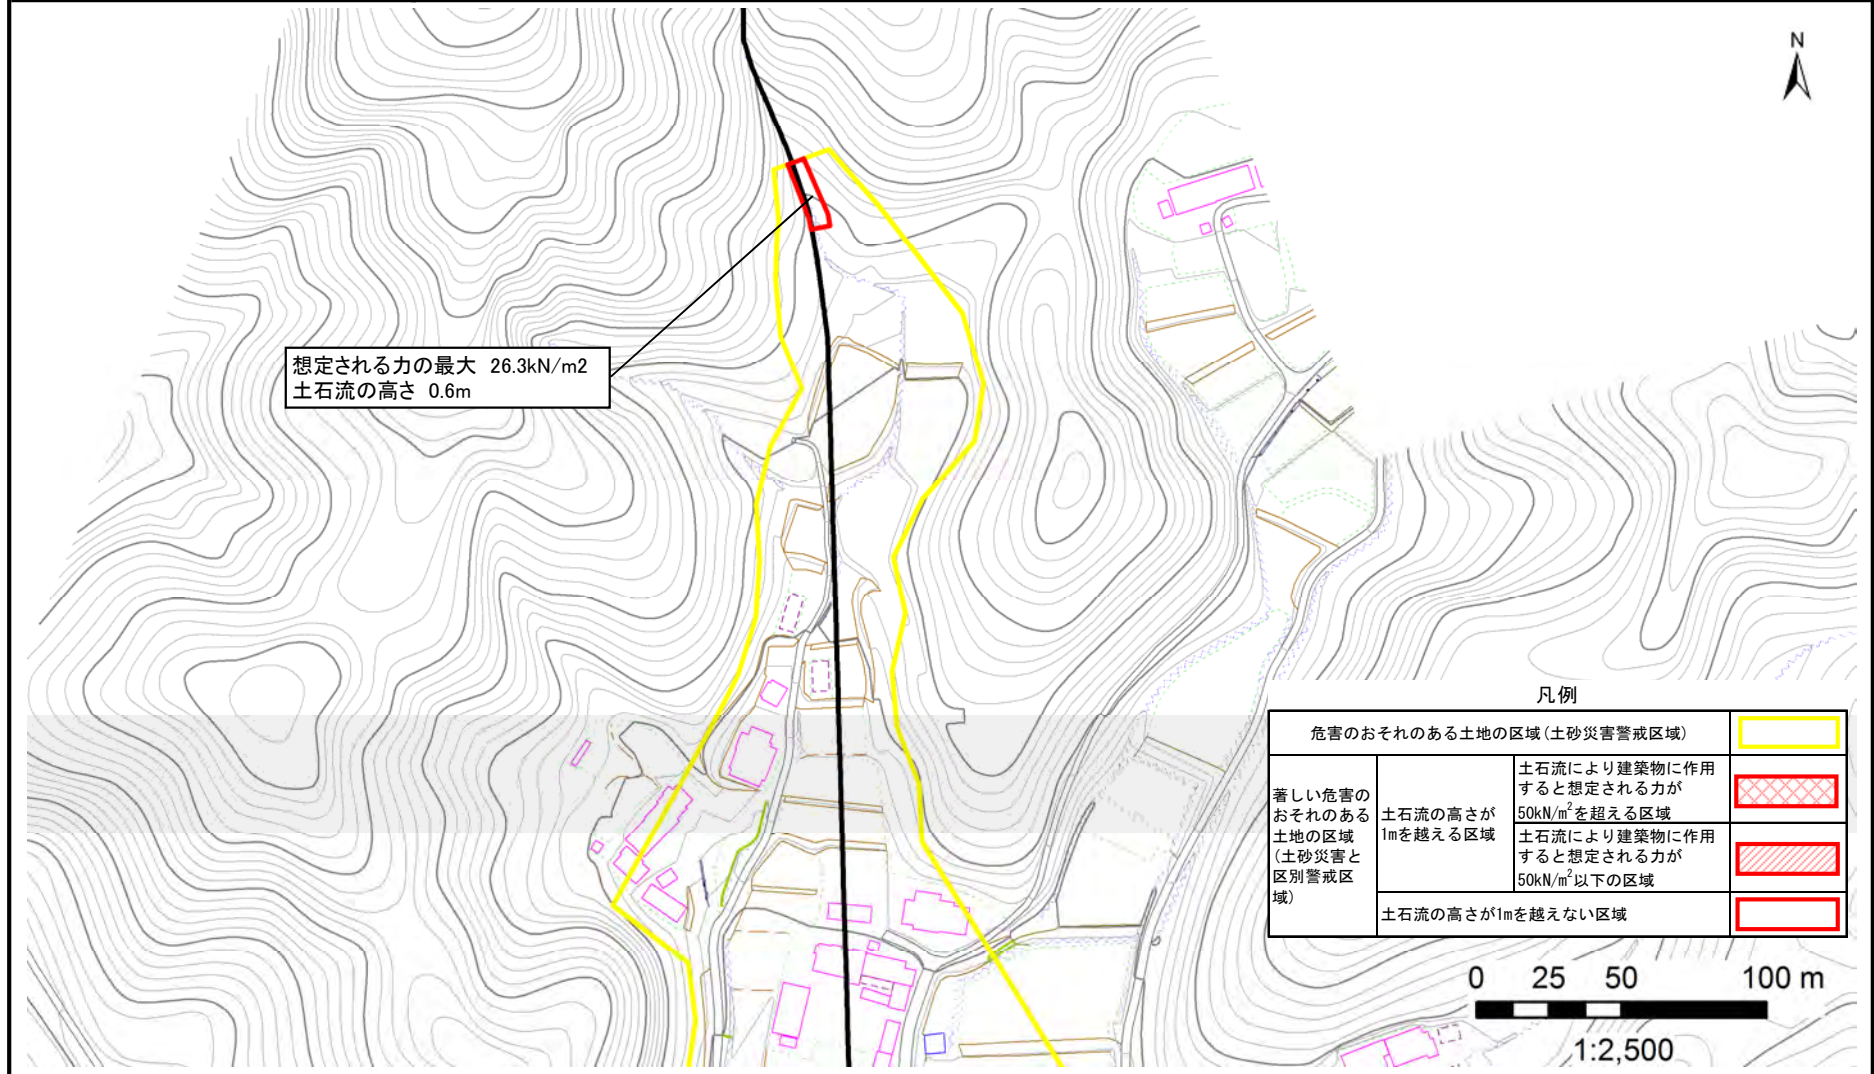 N
想定される力の最大 26.3kN/m2
土石流の高さ 0.6m
凡例
危害のおそれのある土地の区域(土砂災害警戒区域)
著しい危害の
おそれのある
土地の区域
(土砂災害と
区別警戒区
域)
土石流の高さが
1mを越える区域
土石流により建築物に作用
すると想定される力が
50kN/m²を超える区域
土石流により建築物に作用
すると想定される力が
50kN/m²以下の区域
土石流の高さが1mを越えない区域
0 25 50 100 m
1:2,500